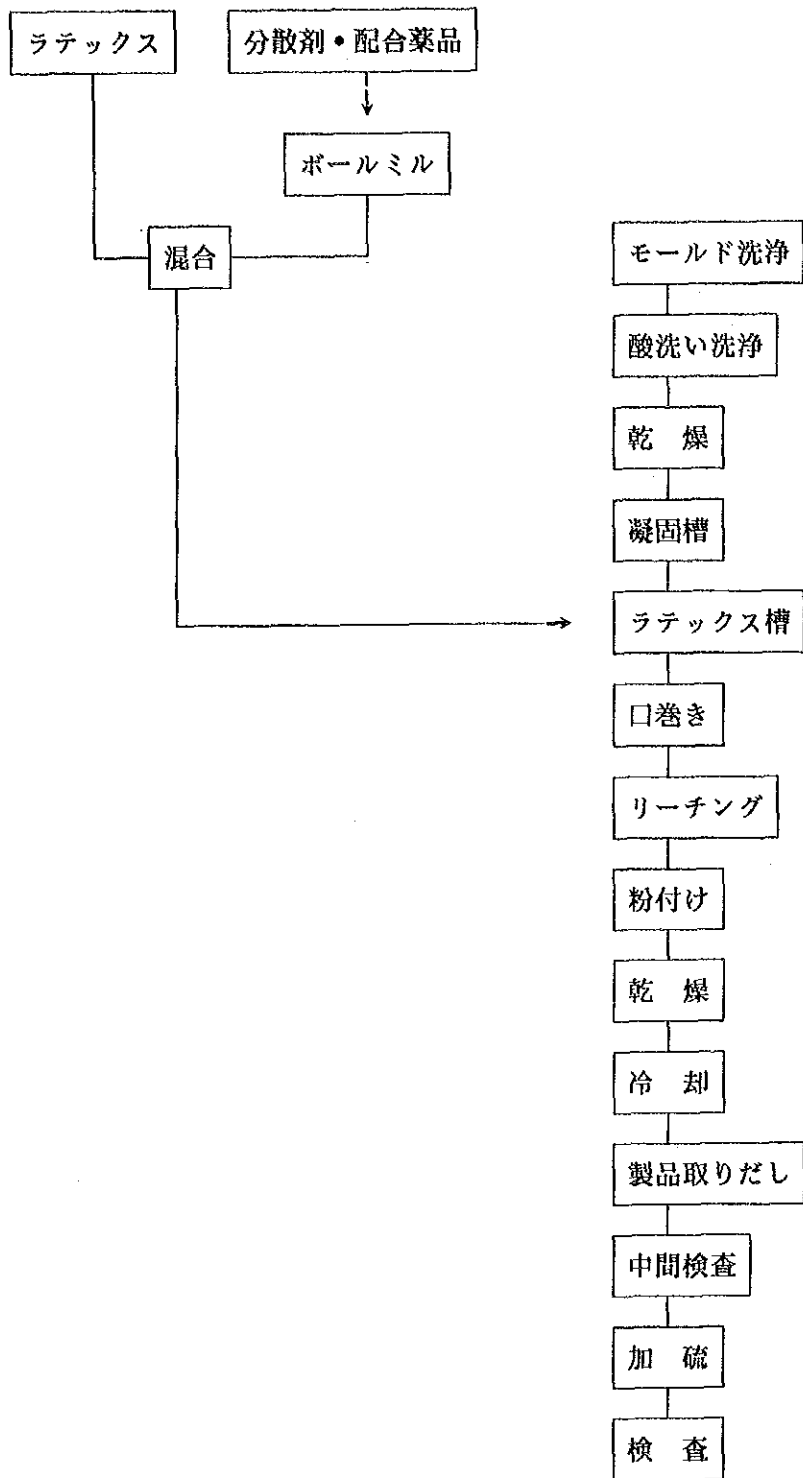 ラテックス
分散剤・配合薬品
ボールミル
混合
モールド洗浄
酸洗い洗浄
乾 燥
凝固槽
ラテックス槽
口巻き
リーチング
粉付け
乾 燥
冷 却
製品取りだし
中間検査
加 硫
検 査